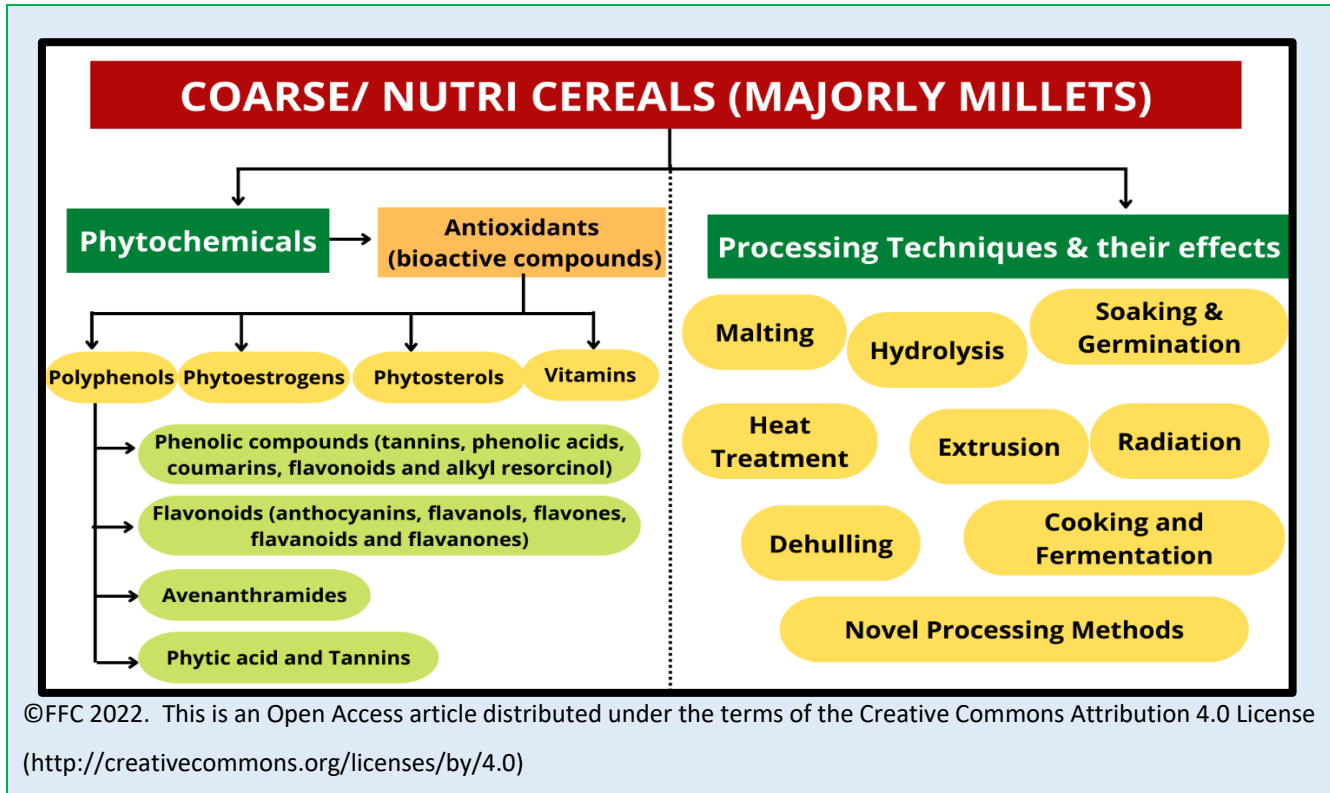 COARSE/ NUTRI CEREALS (MAJORLY MILLETS)
Phytochemicals
Antioxidants
(bioactive compounds)
Polyphenols
Phytoestrogens
Phytosterols
Vitamins
Phenolic compounds (tannins, phenolic acids,
coumarins, flavonoids and alkyl resorcinol)
Flavonoids (anthocyanins, flavanols, flavones,
flavanoids and flavanones)
Avenanthramides
Phytic acid and Tannins
Processing Techniques & their effects
Malting
Hydrolysis
Soaking &
Germination
Heat
Treatment
Extrusion
Radiation
Dehulling
Cooking and
Fermentation
Novel Processing Methods
©FFC 2022. This is an Open Access article distributed under the terms of the Creative Commons Attribution 4.0 License
(http://creativecommons.org/licenses/by/4.0)